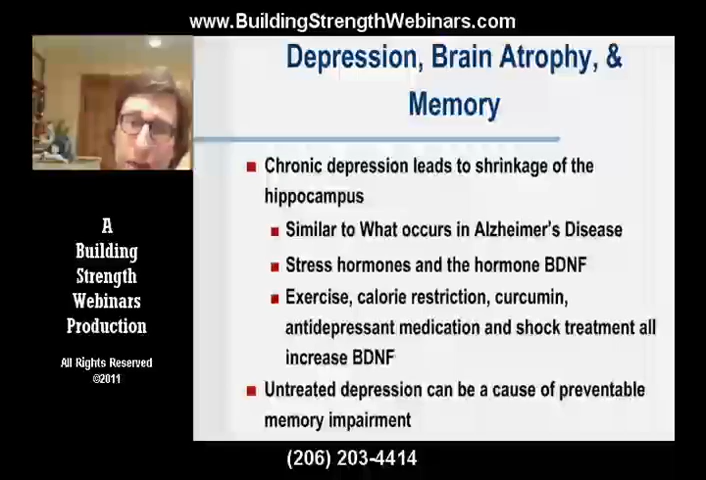 www.BuildingStrengthWebinars.com
Depression, Brain Atrophy, &
Memory
Chronic depression leads to shrinkage of the
hippocampus
Similar to What occurs in Alzheimer's Disease
Stress hormones and the hormone BDNF
Exercise, calorie restriction, curcumin,
antidepressant medication and shock treatment all
increase BDNF
Untreated depression can be a cause of preventable
memory impairment
A
Building
Strength
Webinars
Production
All Rights Reserved
©2011
(206) 203-4414